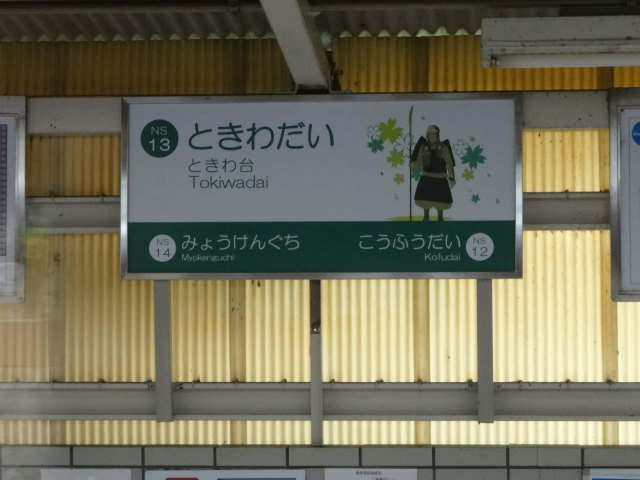 NS
13
ときわだい
ときわ台
Tokiwadai
NS
14
みょうけんぐち
Myokenguchi
こうふうだい
Kofudai
NS
12